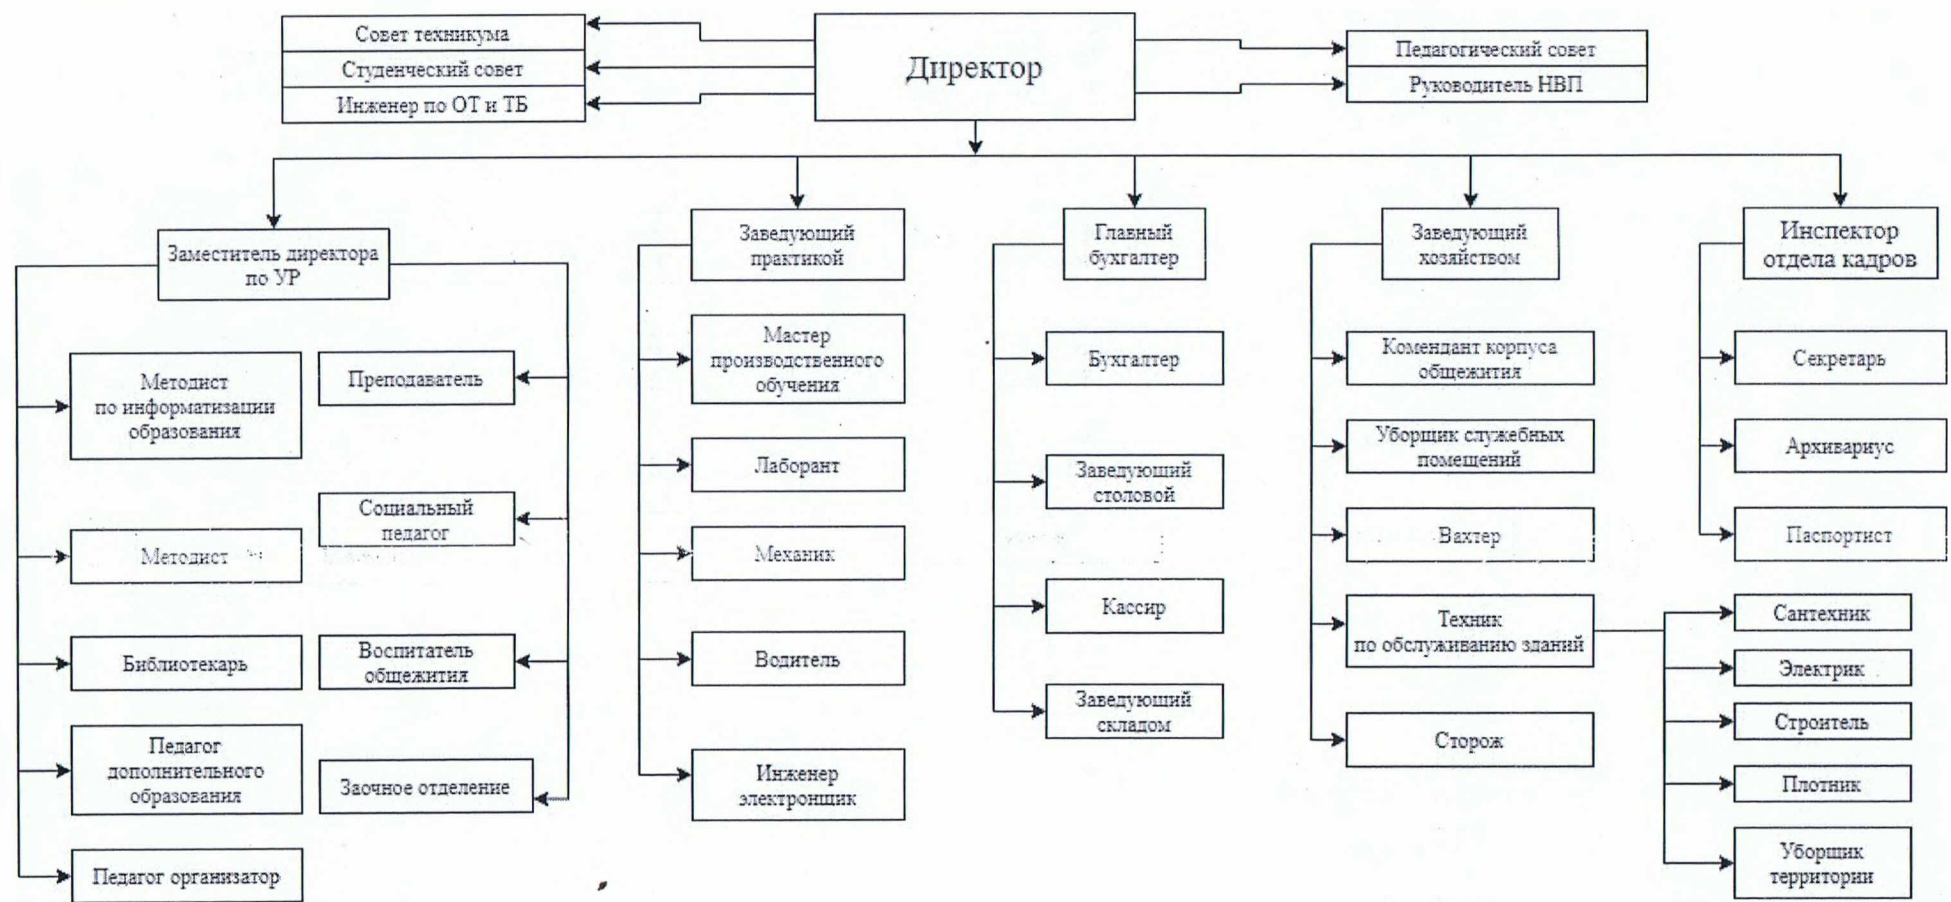 Совет техникума
Студенческий совет
Инженер по ОТ и ТБ
Директор
Педагогический совет
Руководитель НВП
Заместитель директора
по УР
Методист
по информатизации
образования
Методист
Библиотекарь
Педагог
дополнительного
образования
Педагог организатор
Преподаватель
Социальный
педагог
Воспитатель
общежития
Заочное отделение
Заведующий
практикой
Мастер
производственного
обучения
Лаборант
Механик
Водитель
Инженер
электронщик
Главный
бухгалтер
Бухгалтер
Заведующий
столовой
Кассир
Заведующий
складом
Заведующий
хозяйством
Комендант корпуса
общежития
Уборщик служебных
помещений
Вахтер
Техник
по обслуживанию зданий
Сторож
Сантехник
Электрик
Строитель
Плотник
Уборщик
территории
Инспектор
отдела кадров
Секретарь
Архивариус
Паспортист